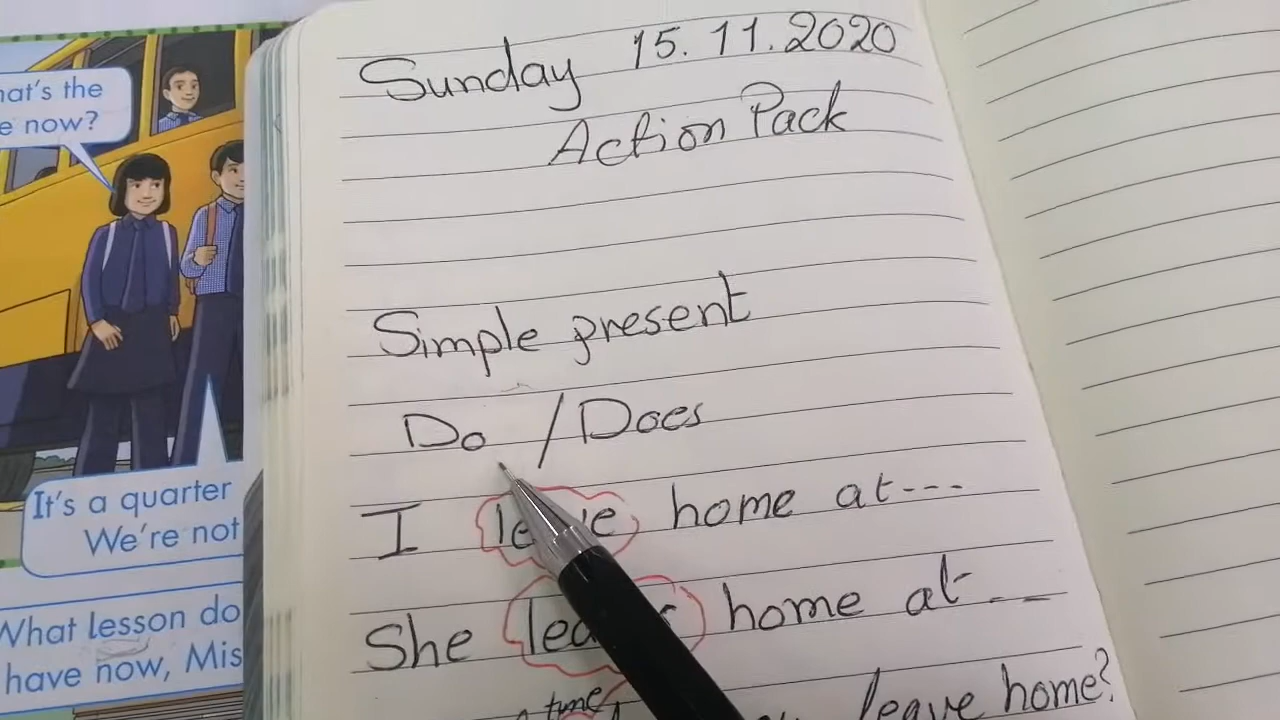 Sunday 15.11.2020
Action Pack
Simple present
Do / Does
I leave home at---
She home at---
time
leave home?
hat's the
e now?
It's a quarter
We're not
What lesson do
have now, Mis